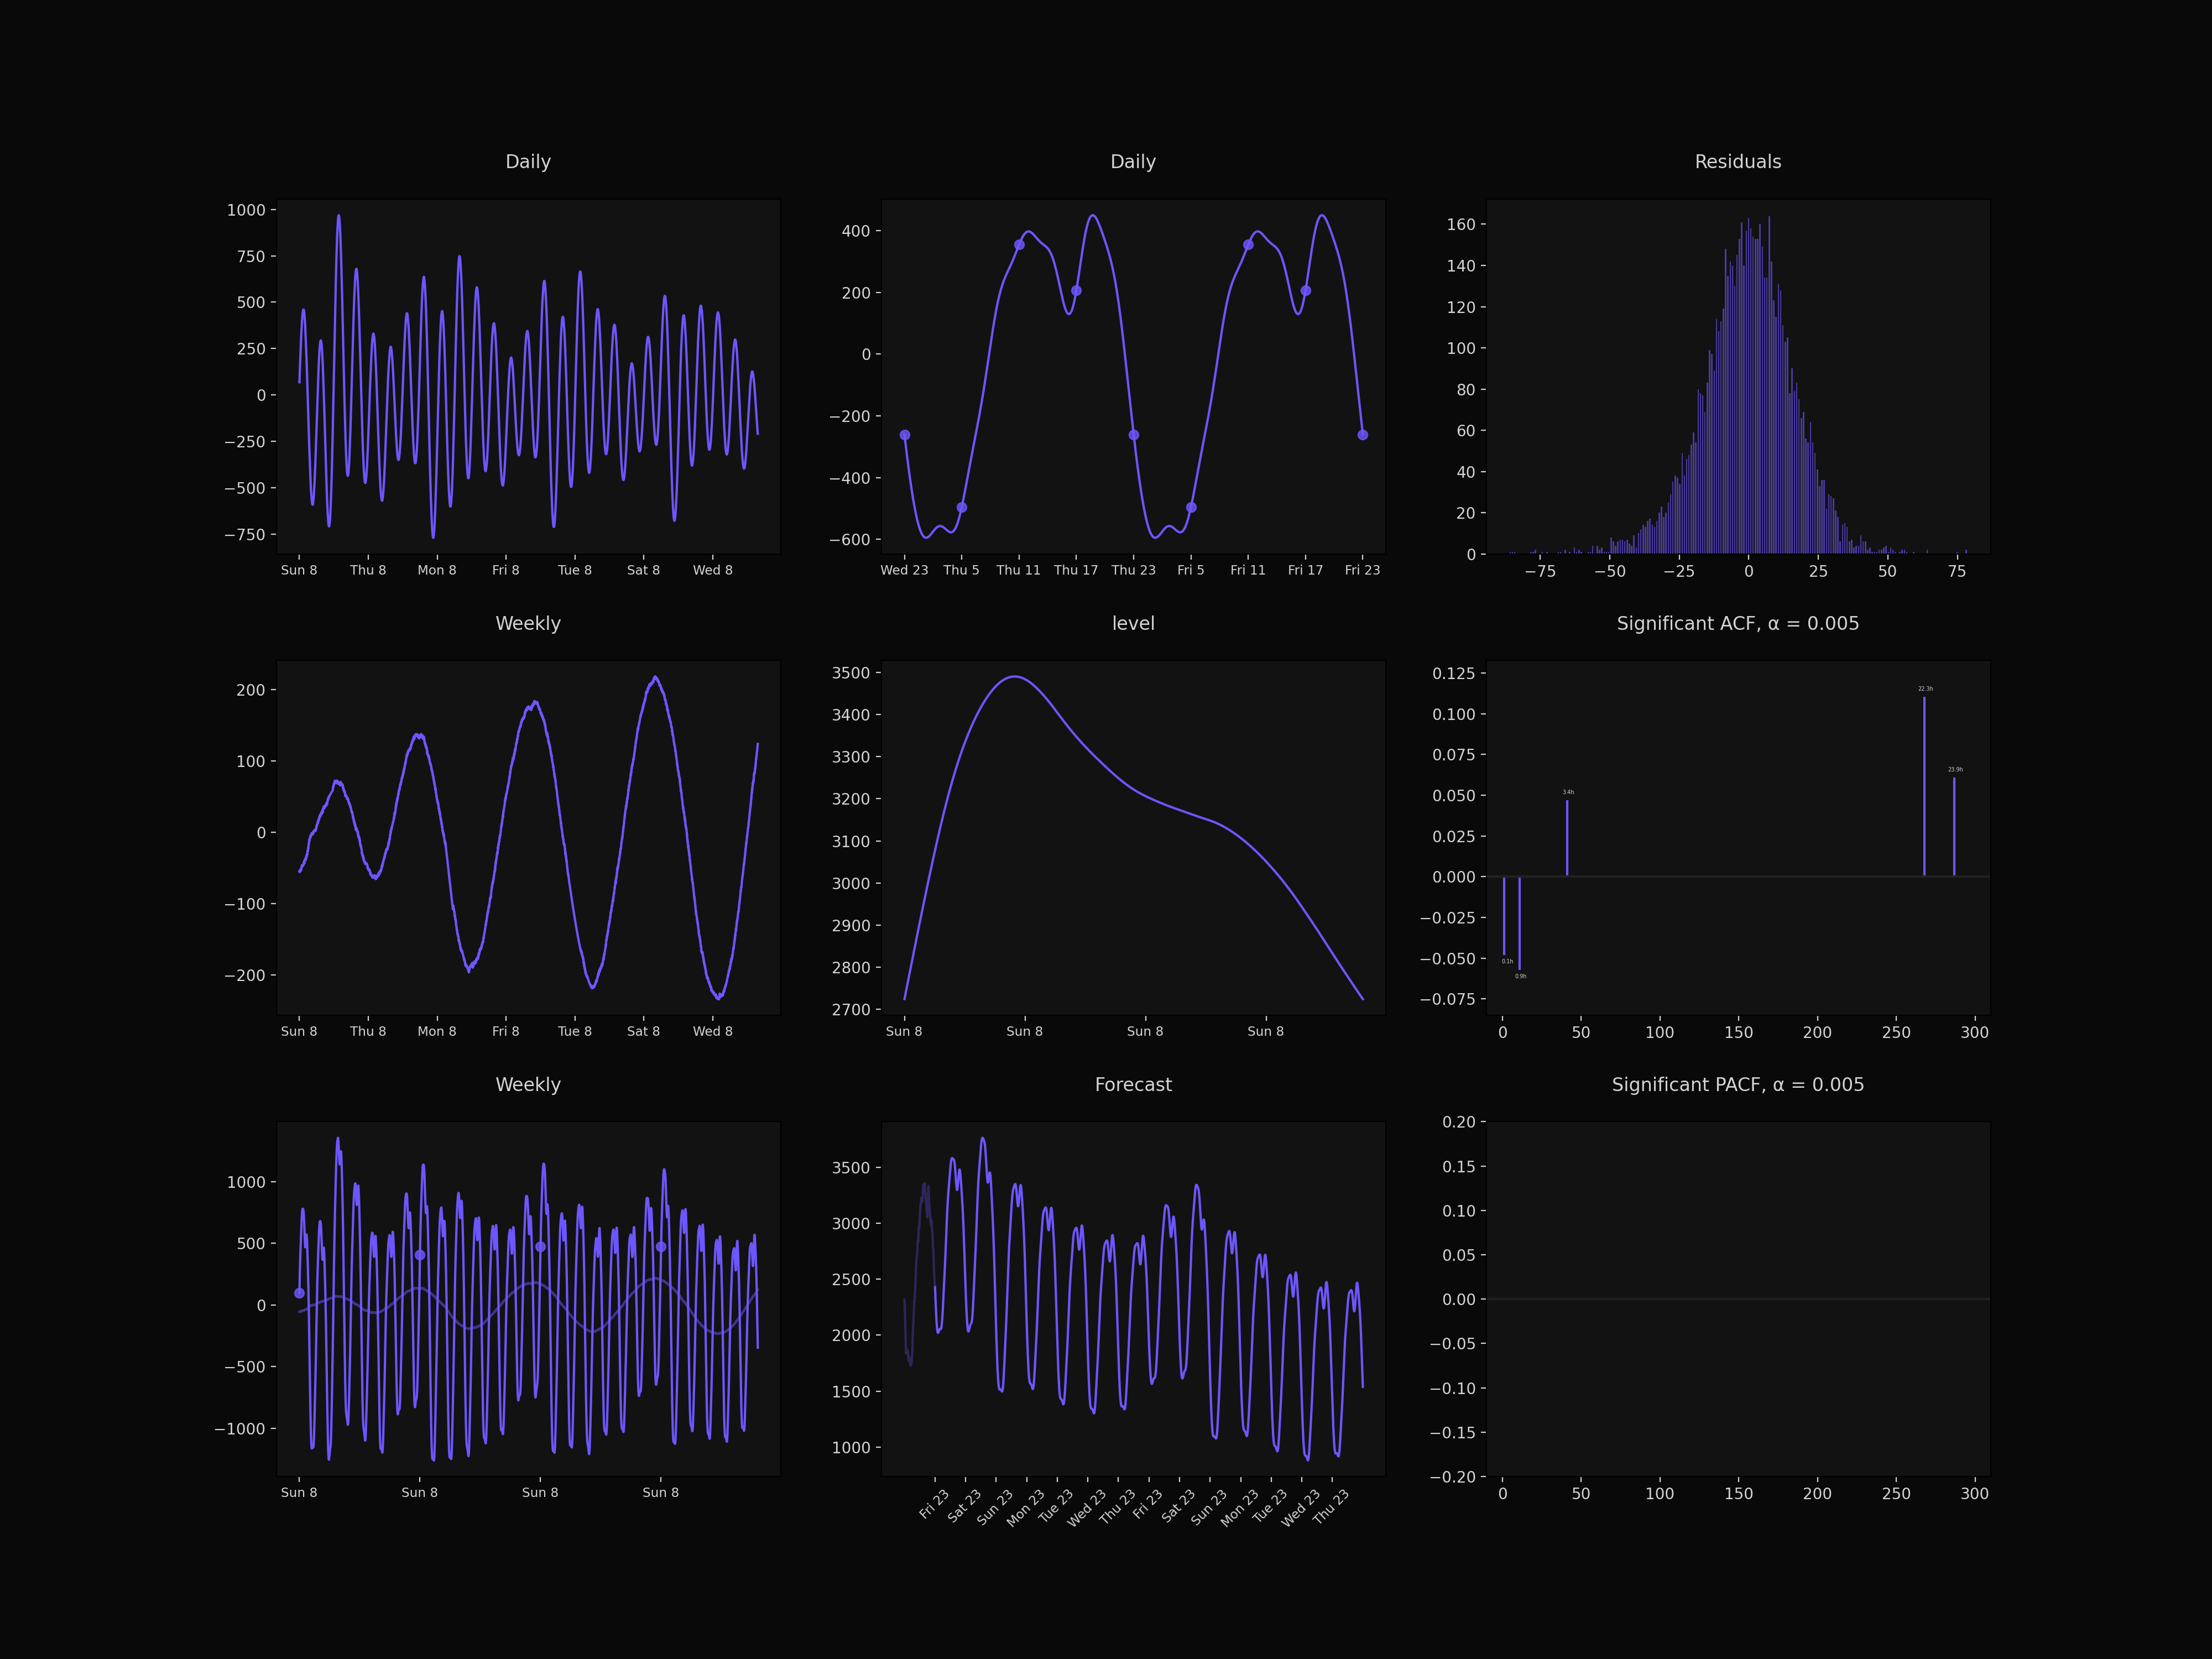 Daily
1000
750
500
250
0
−250
−500
−750
Sun 8 Thu 8 Mon 8 Fri 8 Tue 8 Sat 8 Wed 8
Daily
400
200
0
−200
−400
−600
Wed 23 Thu 5 Thu 11 Thu 17 Thu 23 Fri 5 Fri 11 Fri 17 Fri 23
Residuals
160
140
120
100
80
60
40
20
0
−75 −50 −25 0 25 50 75
Weekly
200
100
0
−100
−200
Sun 8 Thu 8 Mon 8 Fri 8 Tue 8 Sat 8 Wed 8
level
3500
3400
3300
3200
3100
3000
2900
2800
2700
Sun 8 Sun 8 Sun 8 Sun 8
Significant ACF, α = 0.005
0.125
0.100
0.075
0.050
0.025
0.000
−0.025
−0.050
−0.075
0.1h
0.9h
3.4h
22.3h
23.9h
0 50 100 150 200 250 300
Weekly
1000
500
0
−500
−1000
Sun 8 Sun 8 Sun 8 Sun 8
Forecast
3500
3000
2500
2000
1500
1000
Fri 23 Sat 23 Sun 23 Mon 23 Tue 23 Wed 23 Thu 23 Fri 23 Sat 23 Sun 23 Mon 23 Tue 23 Wed 23 Thu 23
Significant PACF, α = 0.005
0.20
0.15
0.10
0.05
0.00
−0.05
−0.10
−0.15
−0.20
0 50 100 150 200 250 300